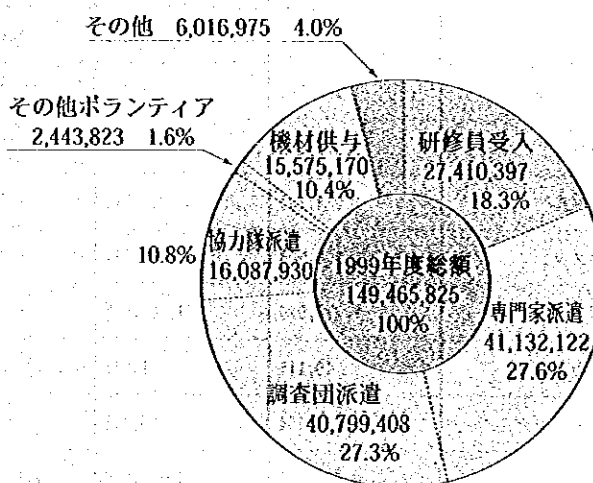 その他 6,016,975 4.0%
その他ボランティア
2,443,823 1.6%
機材供与
15,575,170
10.4%
研修員受入
27,410,397
18.3%
10.8%
協力隊派遣
16,087,930
1999年度総額
149,465,825
100%
専門家派遣
41,132,122
27.6%
調査団派遣
40,799,408
27.3%